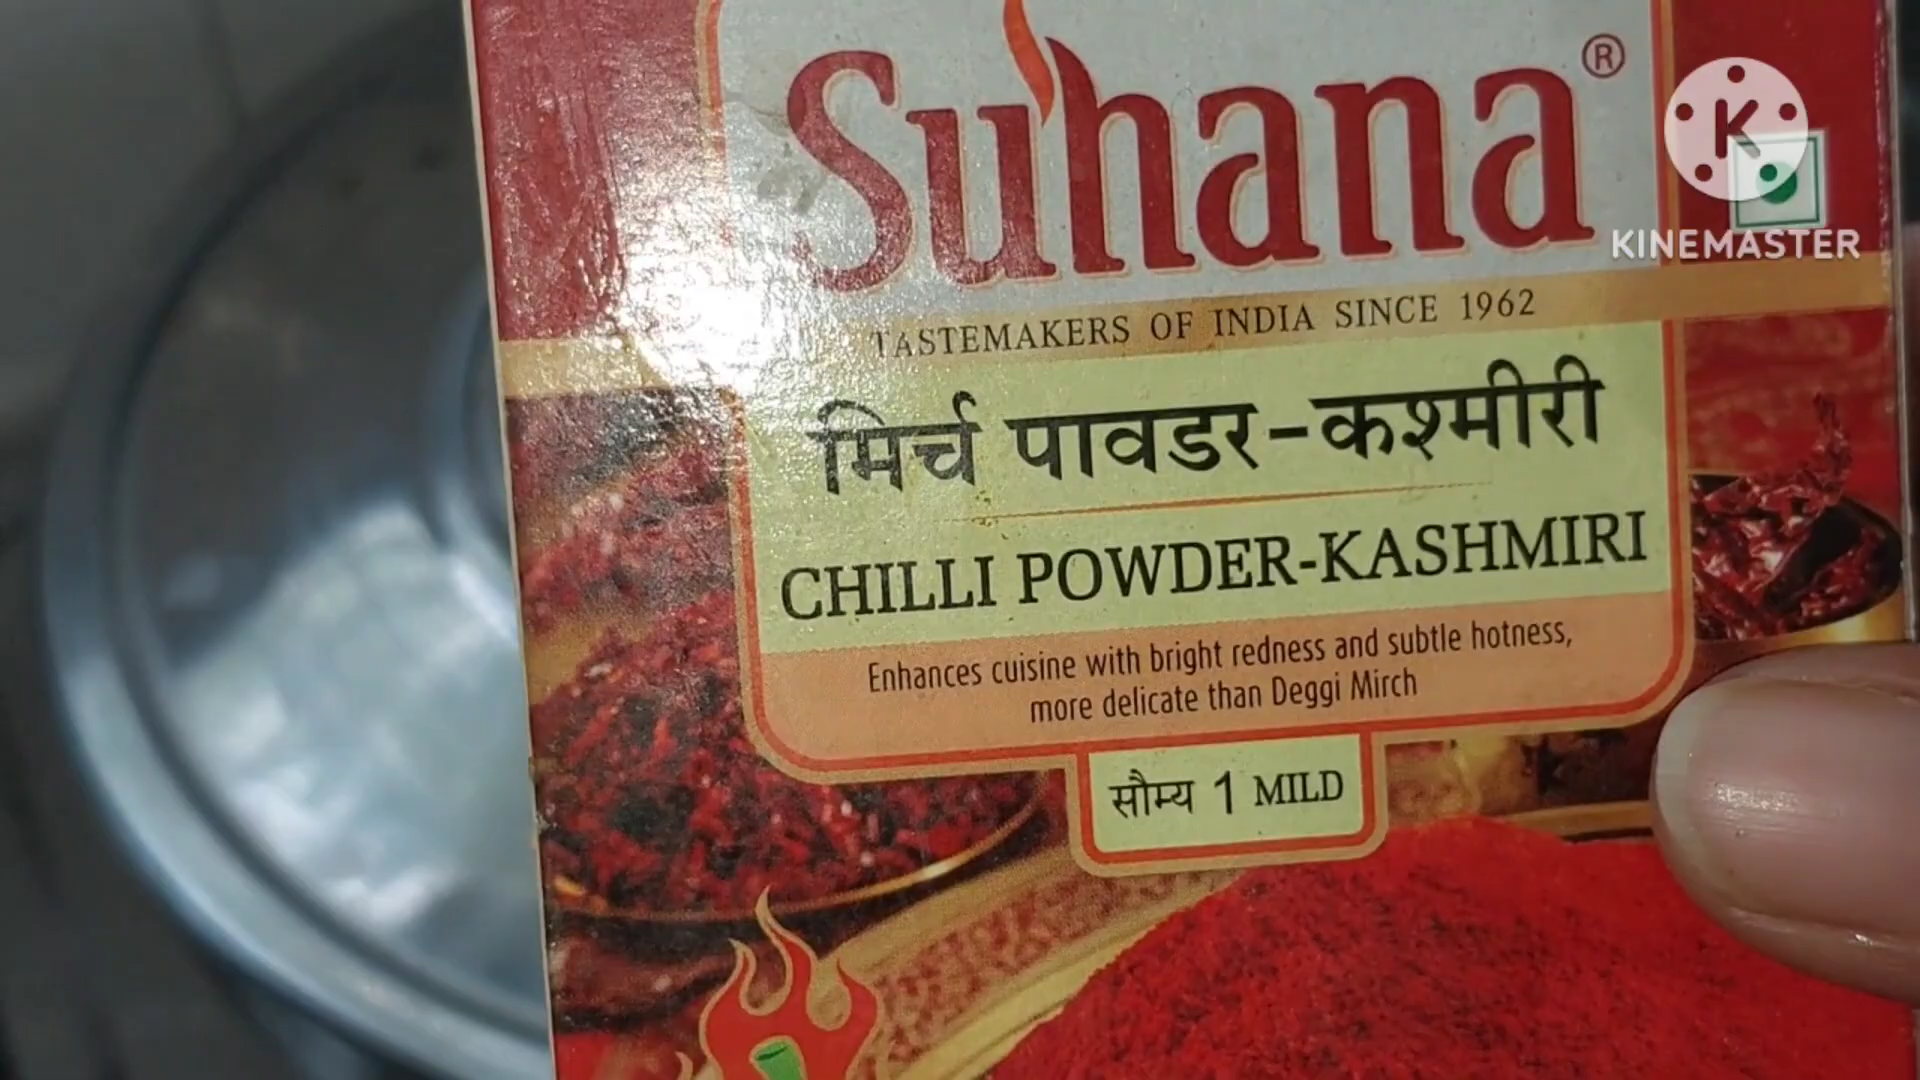 Suhana®
TASTEMAKERS OF INDIA SINCE 1962
मिर्च पावडर-कश्मीरी
CHILLI POWDER-KASHMIRI
Enhances cuisine with bright redness and subtle hotness,
more delicate than Deggi Mirch
सौम्य 1 MILD
K
KINEMASTER